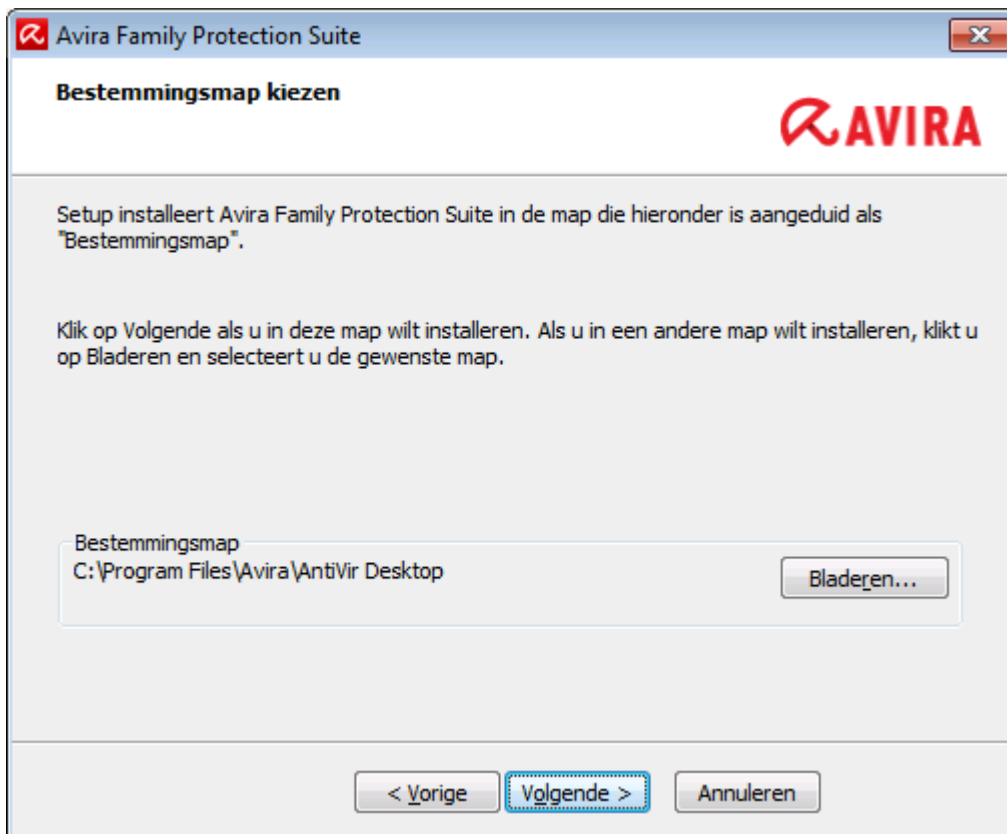 Avira Family Protection Suite
Bestemmingsmap kiezen
AVIRA
Setup installeert Avira Family Protection Suite in de map die hieronder is aangeduid als
"Bestemmingsmap".
Klik op Volgende als u in deze map wilt installeren. Als u in een andere map wilt installeren, klikt u
op Bladeren en selecteert u de gewenste map.
Bestemmingsmap
C:\Program Files\Avira\AntiVir Desktop
Bladeren...
< Vorige
Volgende >
Annuleren